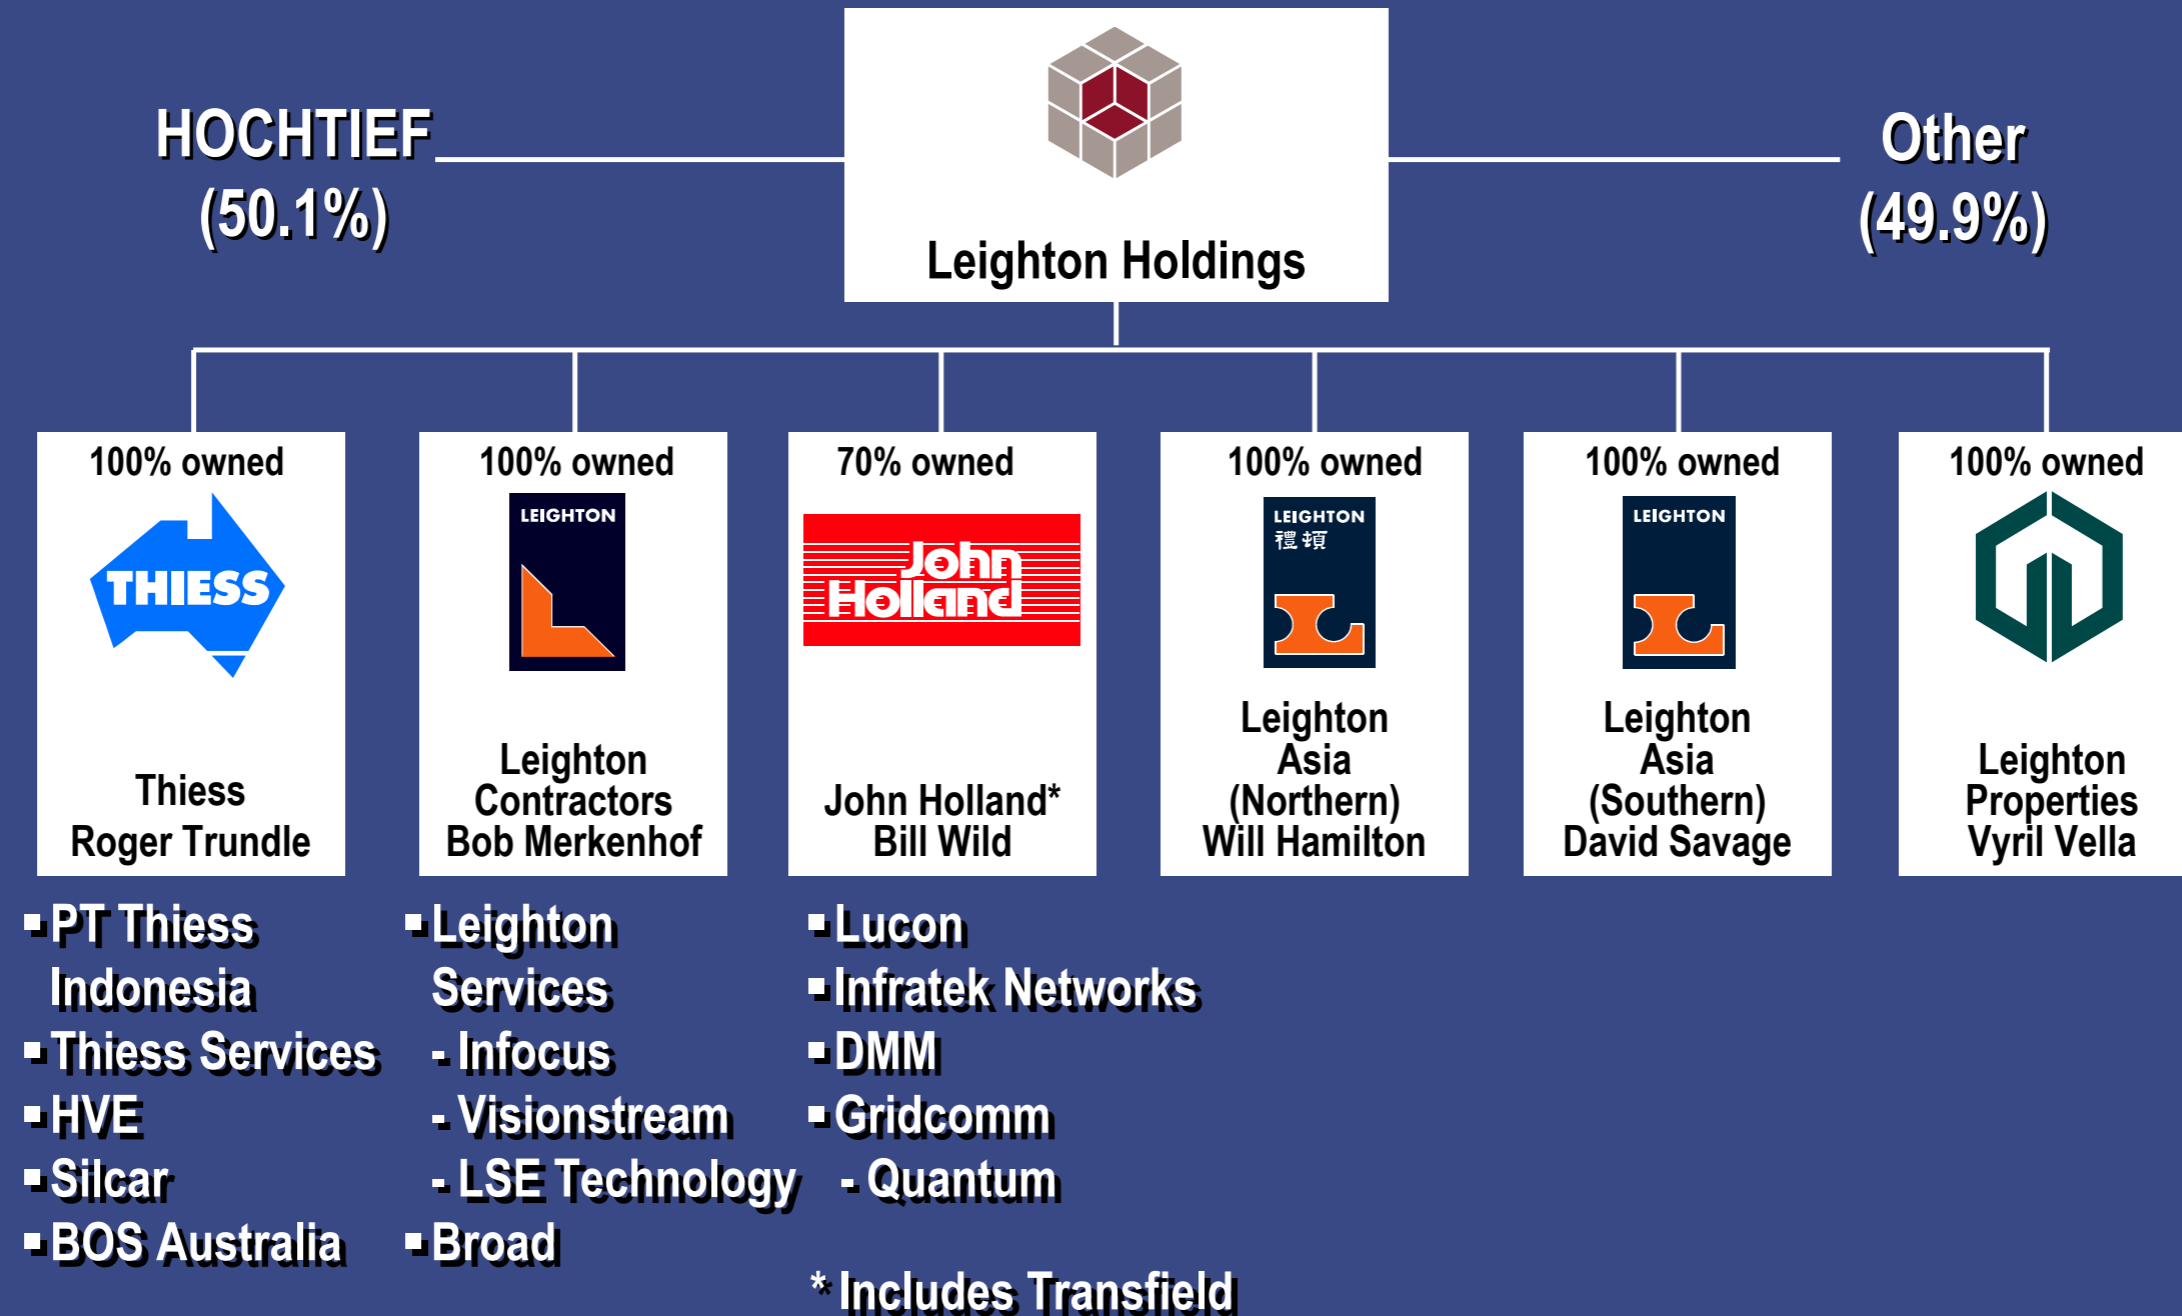 HOCHTIEF
(50.1%)
Leighton Holdings
Other
(49.9%)
100% owned
THIESS
Thiess
Roger Trundle
100% owned
LEIGHTON
Leighton
Contractors
Bob Merkenhof
70% owned
John
Holland
John Holland*
Bill Wild
100% owned
LEIGHTON
禮頓
Leighton
Asia
(Northern)
Will Hamilton
100% owned
LEIGHTON
Leighton
Asia
(Southern)
David Savage
100% owned
Leighton
Properties
Vyril Vella
▪PT Thiess
Indonesia
▪Thiess Services
▪HVE
▪Silcar
▪BOS Australia
▪Leighton
Services
- Infocus
- Visionstream
- LSE Technology
▪Broad
▪Lucon
▪Infratek Networks
▪DMM
▪Gridcomm
- Quantum
* Includes Transfield